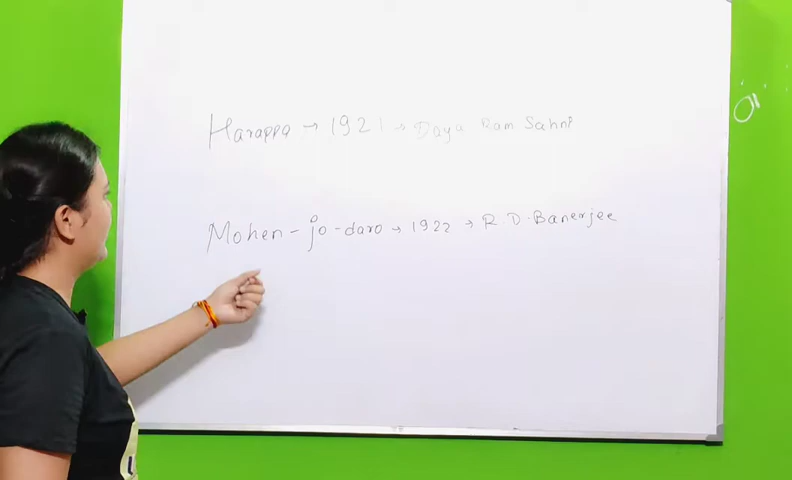 Harappa → 1921 → Daya Ram Sahni
Mohen-jo-daro → 1922 → R D. Banerjee